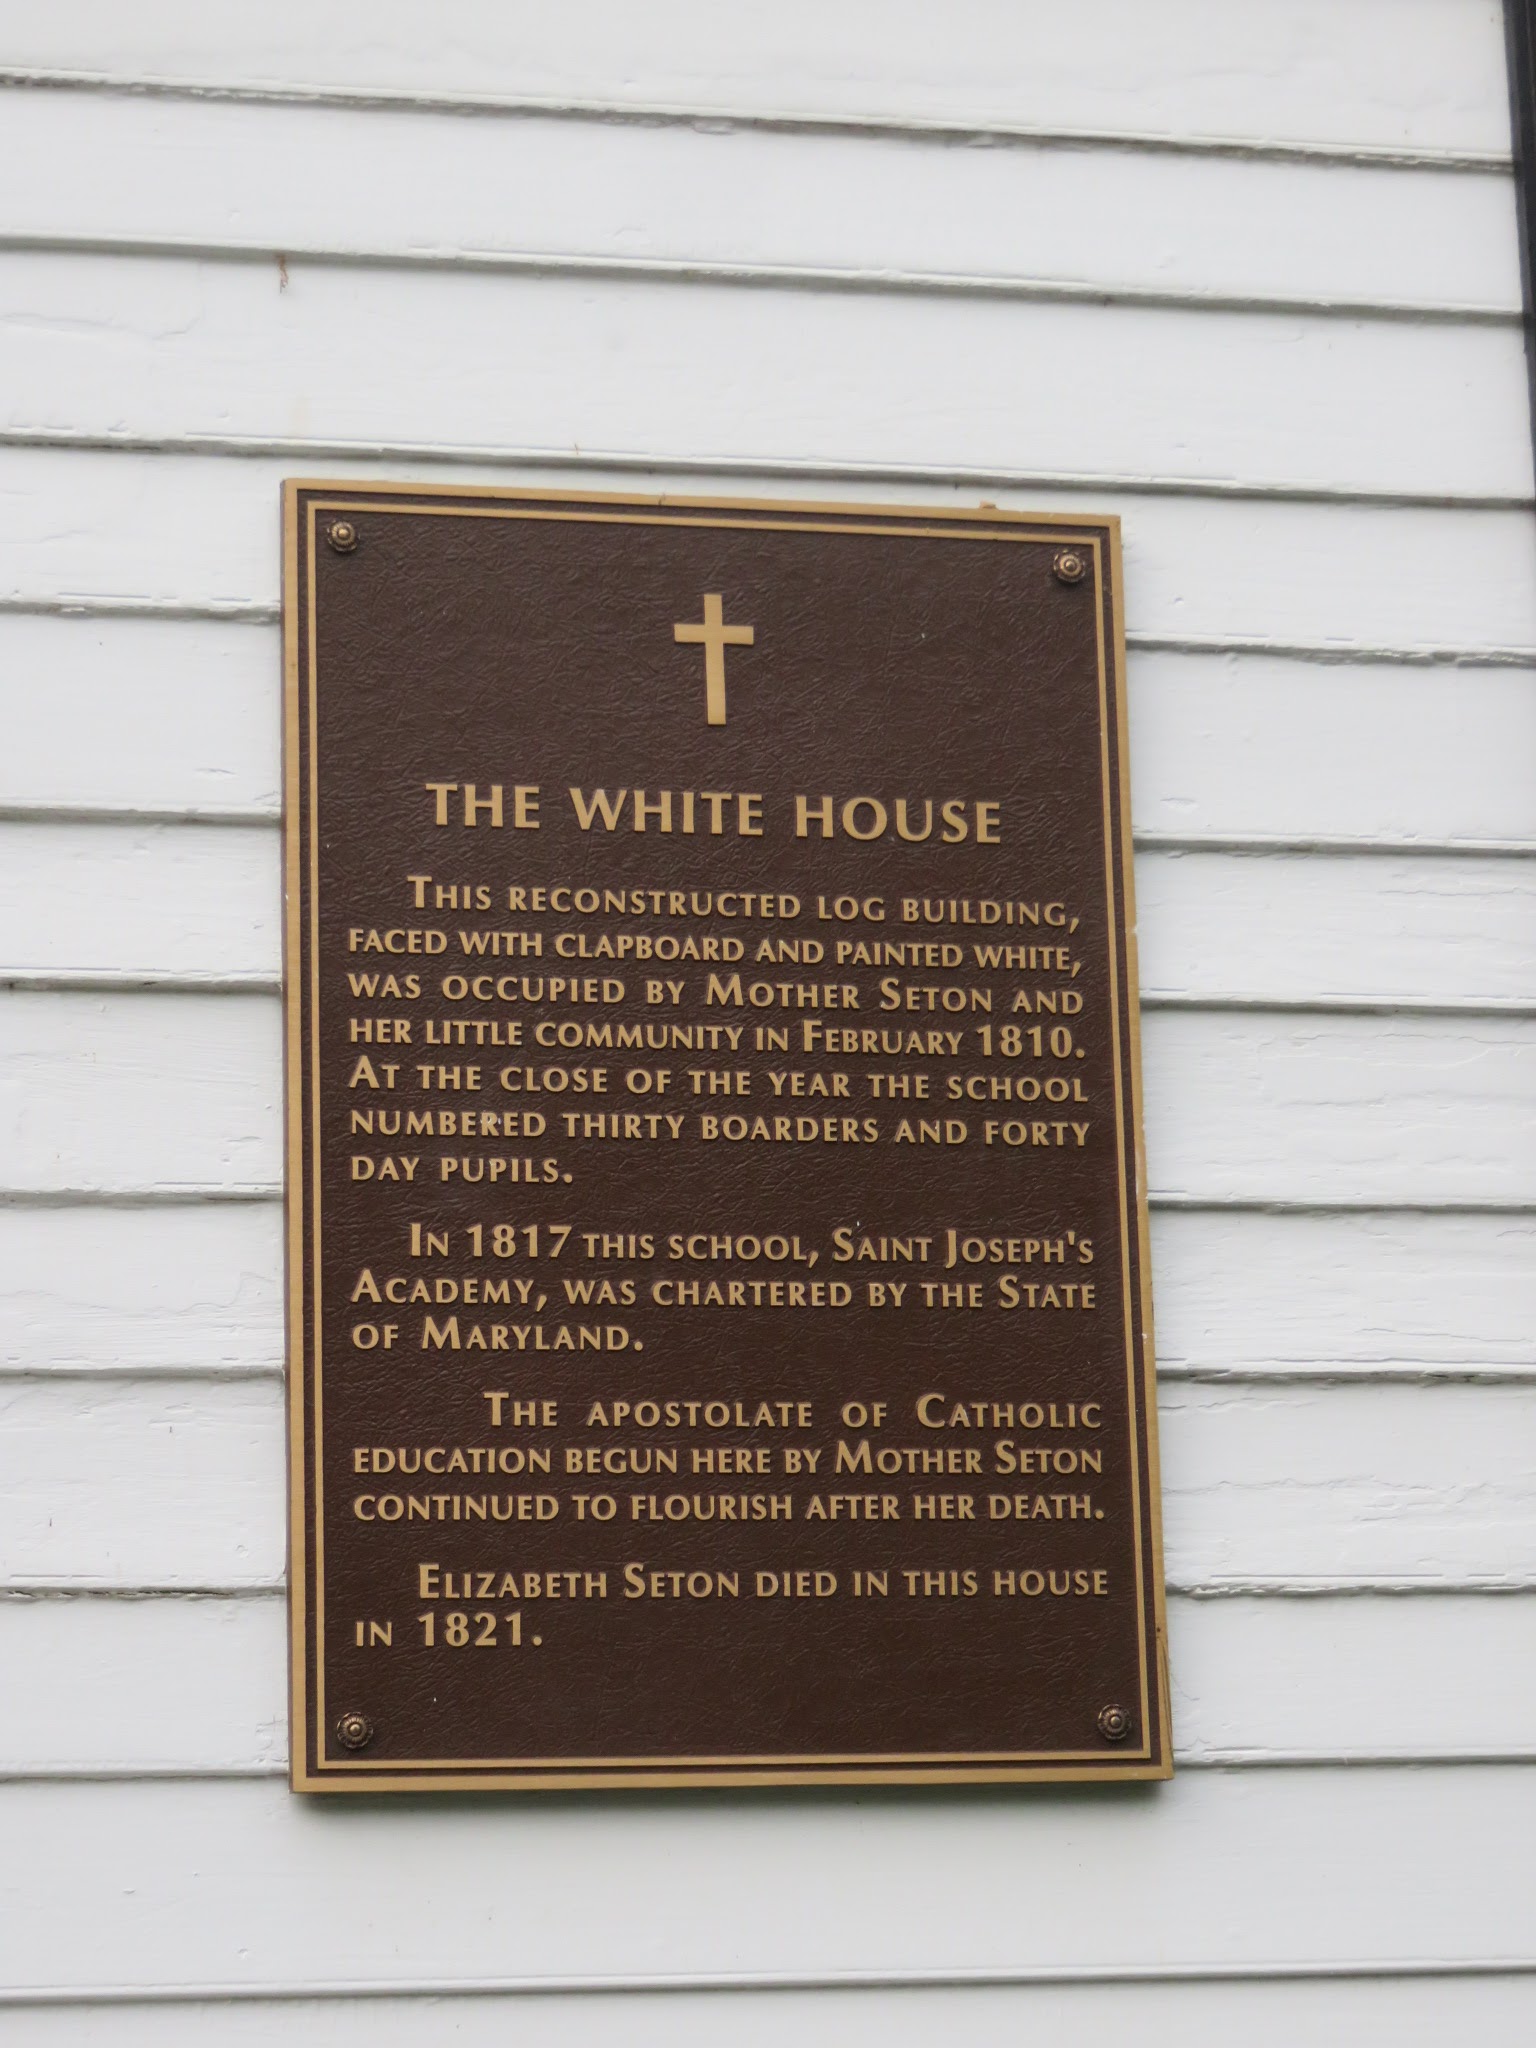 THE WHITE HOUSE
THIS RECONSTRUCTED LOG BUILDING,
FACED WITH CLAPBOARD AND PAINTED WHITE,
WAS OCCUPIED BY MOTHER SETON AND
HER LITTLE COMMUNITY IN FEBRUARY 1810.
AT THE CLOSE OF THE YEAR THE SCHOOL
NUMBERED THIRTY BOARDERS AND FORTY
DAY PUPILS.
IN 1817 THIS SCHOOL, SAINT JOSEPH'S
ACADEMY, WAS CHARTERED BY THE STATE
OF MARYLAND.
THE APOSTOLATE OF CATHOLIC
EDUCATION BEGUN HERE BY MOTHER SETON
CONTINUED TO FLOURISH AFTER HER DEATH.
ELIZABETH SETON DIED IN THIS HOUSE
IN 1821.